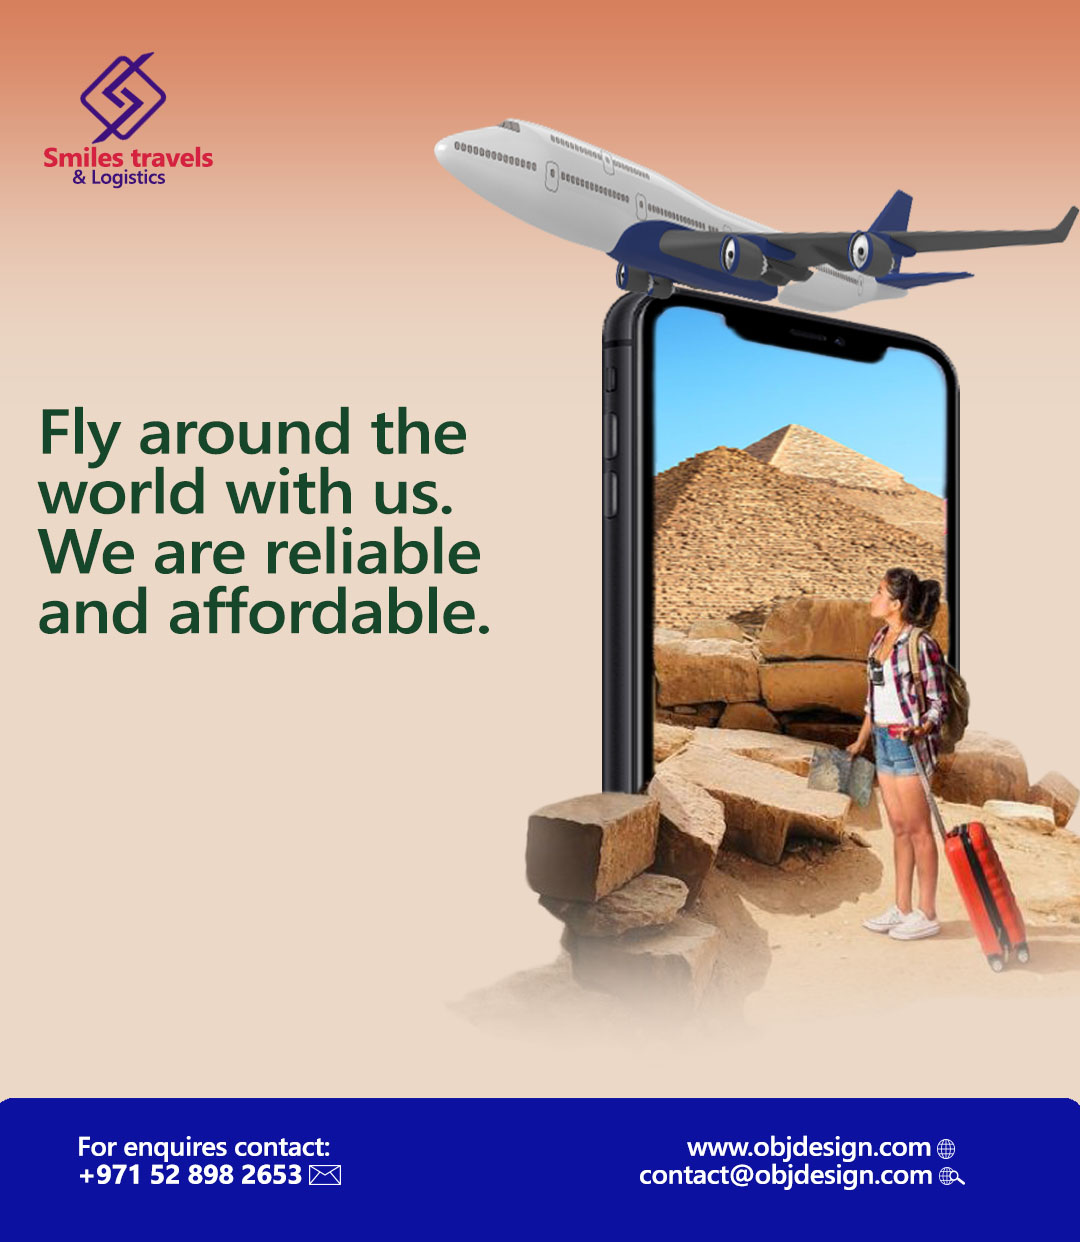 Smiles travels
& Logistics
Fly around the
world with us.
We are reliable
and affordable.
For enquires contact:
+971 52 898 2653
www.objdesign.com
contact@objdesign.com